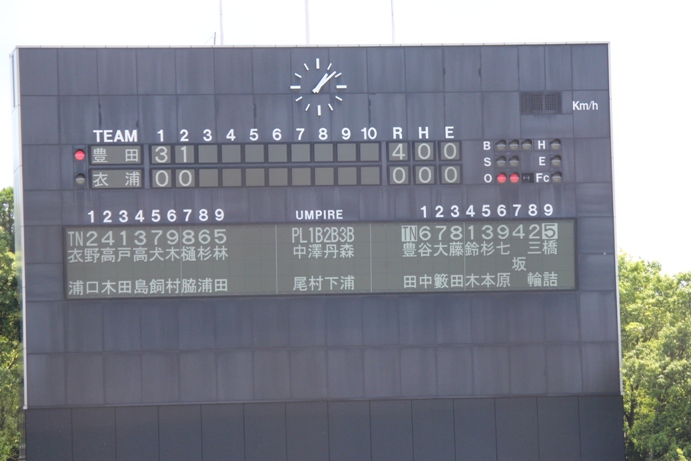 Km/h
TEAM 1 2 3 4 5 6 7 8 9 10 R H E
豊田 3 1 4 0 0
衣浦 0 0 0 0 0
B H
S E
O Fc
1 2 3 4 5 6 7 8 9 UMPIRE 1 2 3 4 5 6 7 8 9
TN 2 4 1 3 7 9 8 6 5 PL 1B 2B 3B TN 6 7 8 1 3 9 4 2 5
衣野高戸高犬木樋杉林 中澤丹森 豊谷大藤鈴杉七 三橋
坂
浦口木田島飼村脇浦田 尾村下浦 田中籔田木本原 輪詰